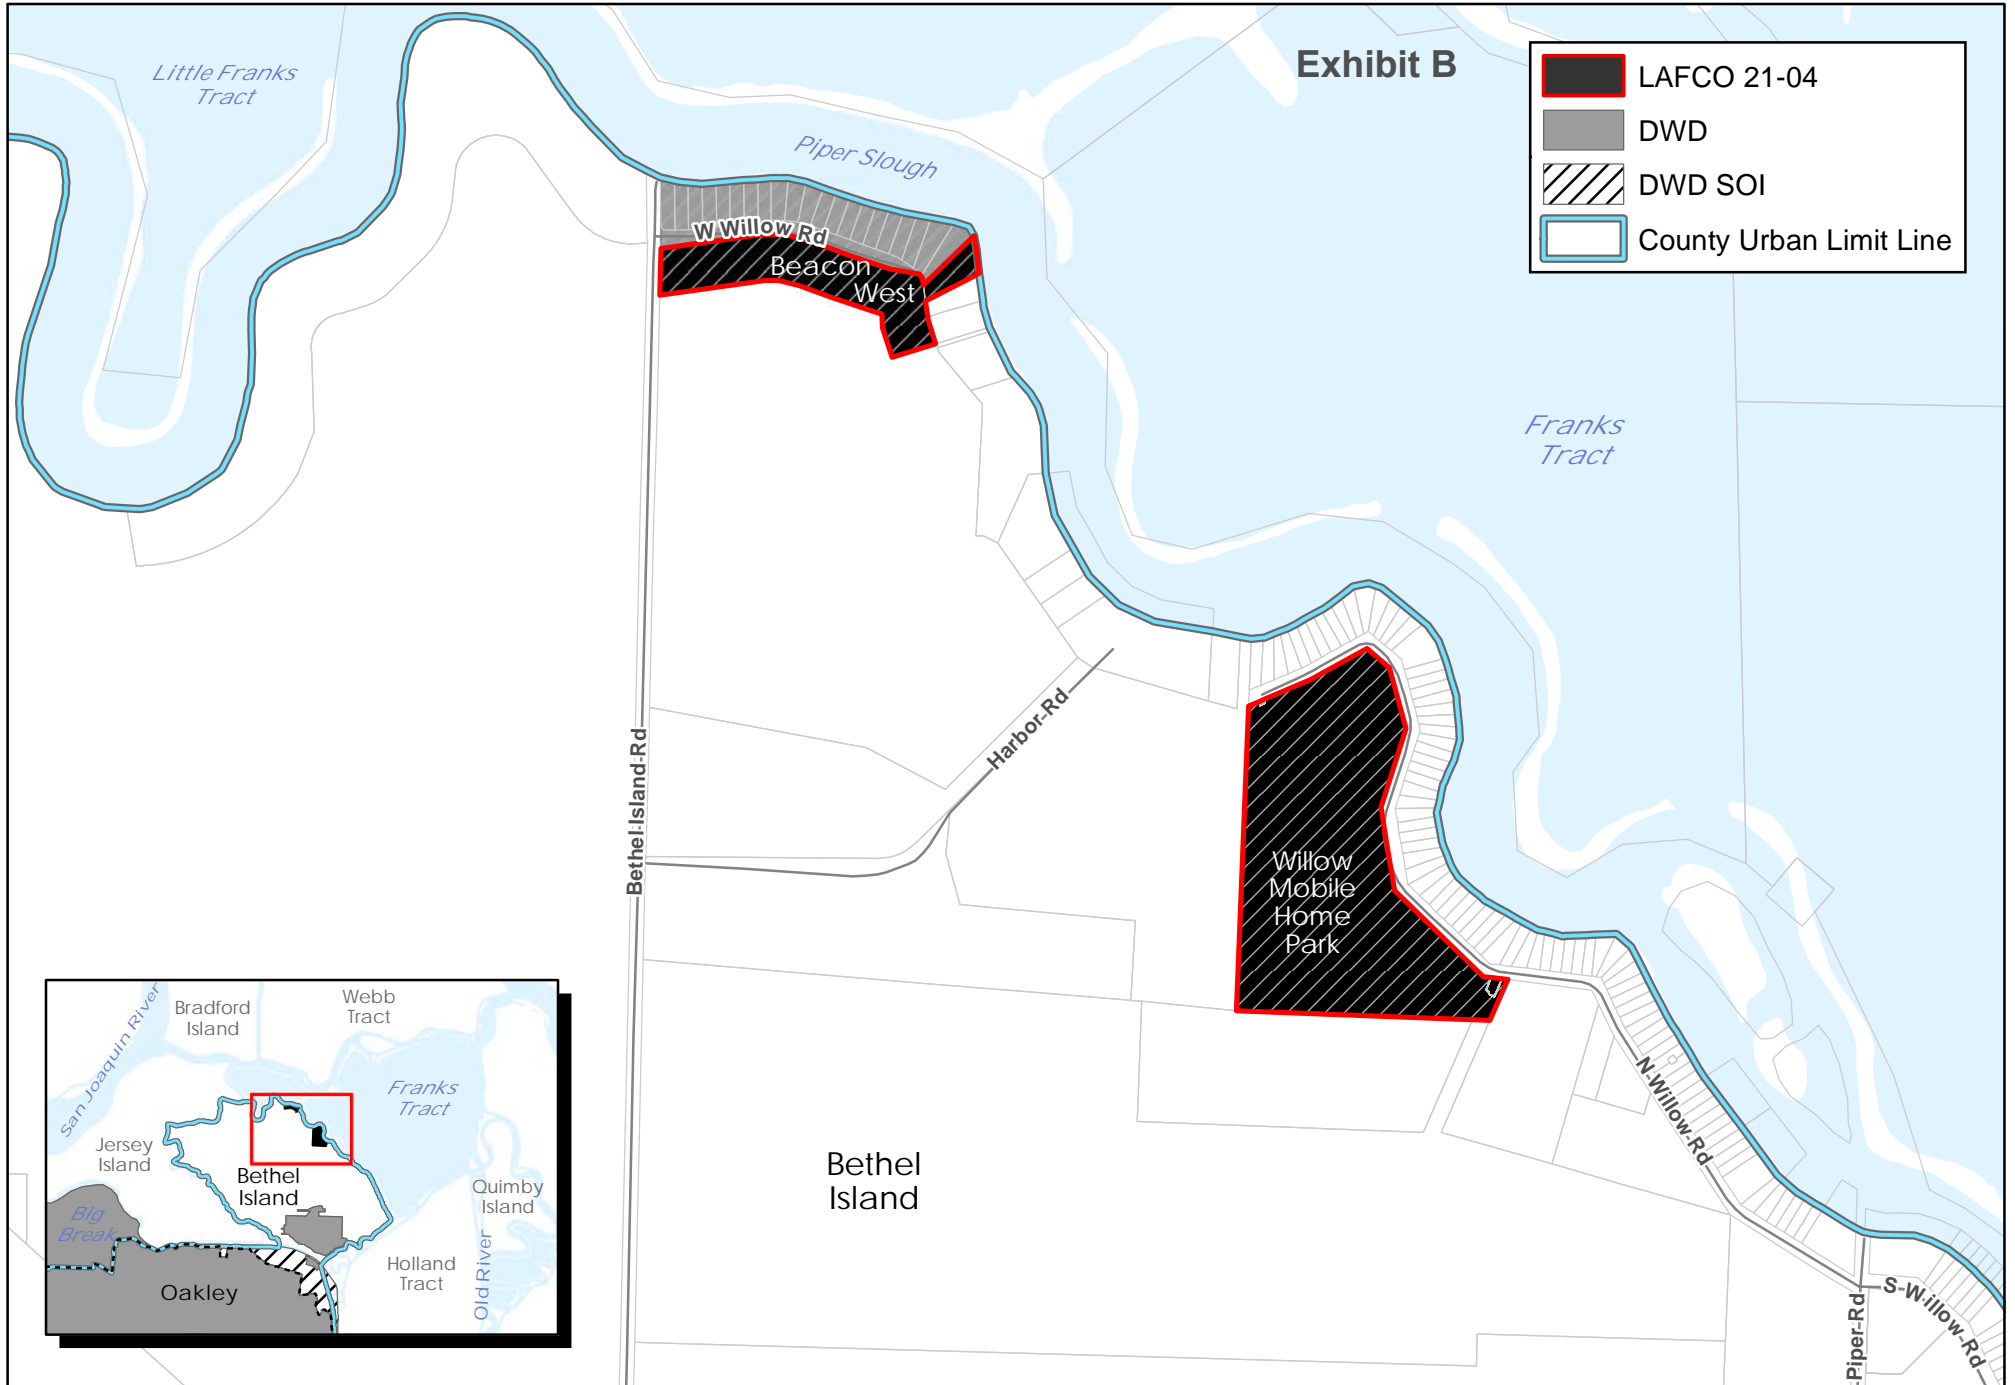 Exhibit B
LAFCO 21-04
DWD
DWD SOI
County Urban Limit Line
Little Franks
Tract
Piper Slough
W Willow Rd
Beacon
West
Franks
Tract
Bethel-Island-Rd
Harbor-Rd
Willow
Mobile
Home
Park
N-Willow-Rd
S-Willow-Rd
Piper-Rd
Bethel
Island
San Joaquin River
Bradford
Island
Webb
Tract
Franks
Tract
Jersey
Island
Bethel
Island
Quimby
Island
Big
Break
Holland
Tract
Old River
Oakley